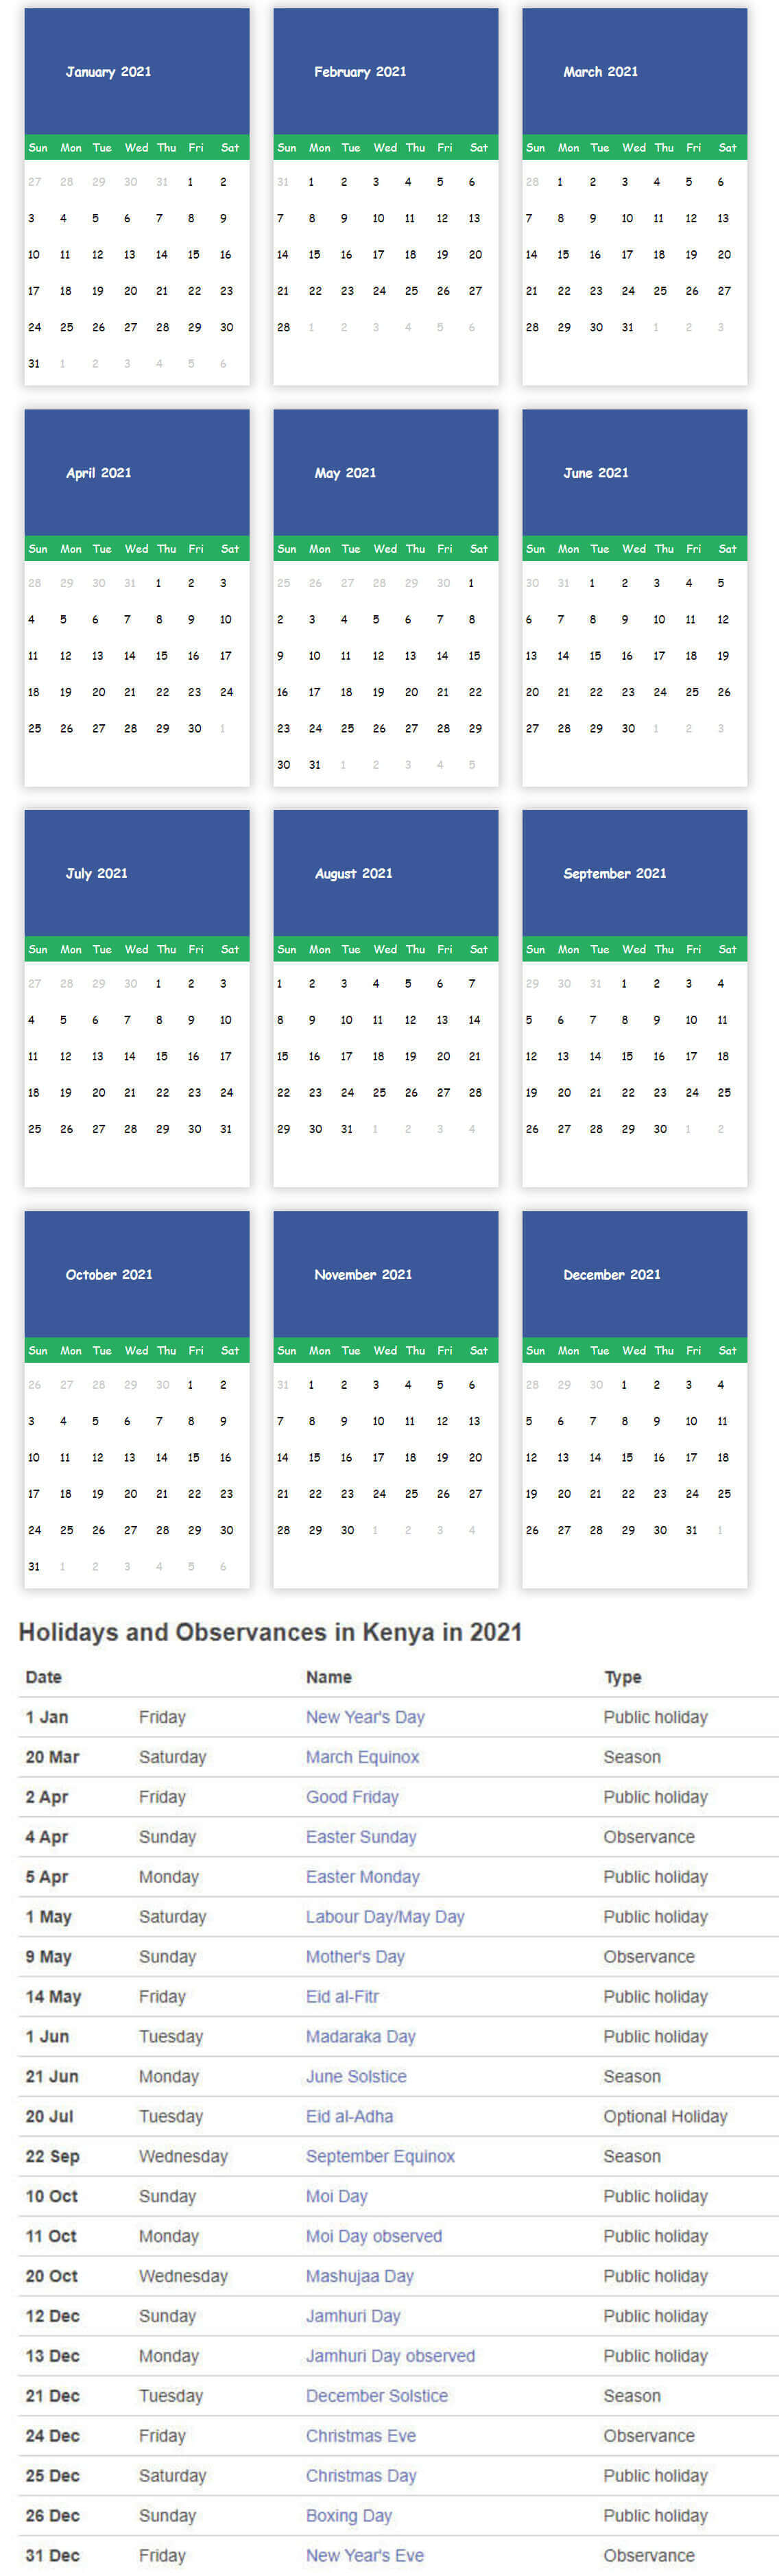 January 2021
Sun Mon Tue Wed Thu Fri Sat
27 28 29 30 31 1 2
3 4 5 6 7 8 9
10 11 12 13 14 15 16
17 18 19 20 21 22 23
24 25 26 27 28 29 30
31 1 2 3 4 5 6
February 2021
Sun Mon Tue Wed Thu Fri Sat
31 1 2 3 4 5 6
7 8 9 10 11 12 13
14 15 16 17 18 19 20
21 22 23 24 25 26 27
28 1 2 3 4 5 6
March 2021
Sun Mon Tue Wed Thu Fri Sat
28 1 2 3 4 5 6
7 8 9 10 11 12 13
14 15 16 17 18 19 20
21 22 23 24 25 26 27
28 29 30 31 1 2 3
April 2021
Sun Mon Tue Wed Thu Fri Sat
28 29 30 31 1 2 3
4 5 6 7 8 9 10
11 12 13 14 15 16 17
18 19 20 21 22 23 24
25 26 27 28 29 30 1
May 2021
Sun Mon Tue Wed Thu Fri Sat
25 26 27 28 29 30 1
2 3 4 5 6 7 8
9 10 11 12 13 14 15
16 17 18 19 20 21 22
23 24 25 26 27 28 29
30 31 1 2 3 4 5
June 2021
Sun Mon Tue Wed Thu Fri Sat
30 31 1 2 3 4 5
6 7 8 9 10 11 12
13 14 15 16 17 18 19
20 21 22 23 24 25 26
27 28 29 30 1 2 3
July 2021
Sun Mon Tue Wed Thu Fri Sat
27 28 29 30 1 2 3
4 5 6 7 8 9 10
11 12 13 14 15 16 17
18 19 20 21 22 23 24
25 26 27 28 29 30 31
August 2021
Sun Mon Tue Wed Thu Fri Sat
1 2 3 4 5 6 7
8 9 10 11 12 13 14
15 16 17 18 19 20 21
22 23 24 25 26 27 28
29 30 31 1 2 3 4
September 2021
Sun Mon Tue Wed Thu Fri Sat
29 30 31 1 2 3 4
5 6 7 8 9 10 11
12 13 14 15 16 17 18
19 20 21 22 23 24 25
26 27 28 29 30 1 2
October 2021
Sun Mon Tue Wed Thu Fri Sat
26 27 28 29 30 1 2
3 4 5 6 7 8 9
10 11 12 13 14 15 16
17 18 19 20 21 22 23
24 25 26 27 28 29 30
31 1 2 3 4 5 6
November 2021
Sun Mon Tue Wed Thu Fri Sat
31 1 2 3 4 5 6
7 8 9 10 11 12 13
14 15 16 17 18 19 20
21 22 23 24 25 26 27
28 29 30 1 2 3 4
December 2021
Sun Mon Tue Wed Thu Fri Sat
28 29 30 1 2 3 4
5 6 7 8 9 10 11
12 13 14 15 16 17 18
19 20 21 22 23 24 25
26 27 28 29 30 31 1
Holidays and Observances in Kenya in 2021
Date Name Type
1 Jan Friday New Year's Day Public holiday
20 Mar Saturday March Equinox Season
2 Apr Friday Good Friday Public holiday
4 Apr Sunday Easter Sunday Observance
5 Apr Monday Easter Monday Public holiday
1 May Saturday Labour Day/May Day Public holiday
9 May Sunday Mother's Day Observance
14 May Friday Eid al-Fitr Public holiday
1 Jun Tuesday Madaraka Day Public holiday
21 Jun Monday June Solstice Season
20 Jul Tuesday Eid al-Adha Optional Holiday
22 Sep Wednesday September Equinox Season
10 Oct Sunday Moi Day Public holiday
11 Oct Monday Moi Day observed Public holiday
20 Oct Wednesday Mashujaa Day Public holiday
12 Dec Sunday Jamhuri Day Public holiday
13 Dec Monday Jamhuri Day observed Public holiday
21 Dec Tuesday December Solstice Season
24 Dec Friday Christmas Eve Observance
25 Dec Saturday Christmas Day Public holiday
26 Dec Sunday Boxing Day Public holiday
31 Dec Friday New Year's Eve Observance